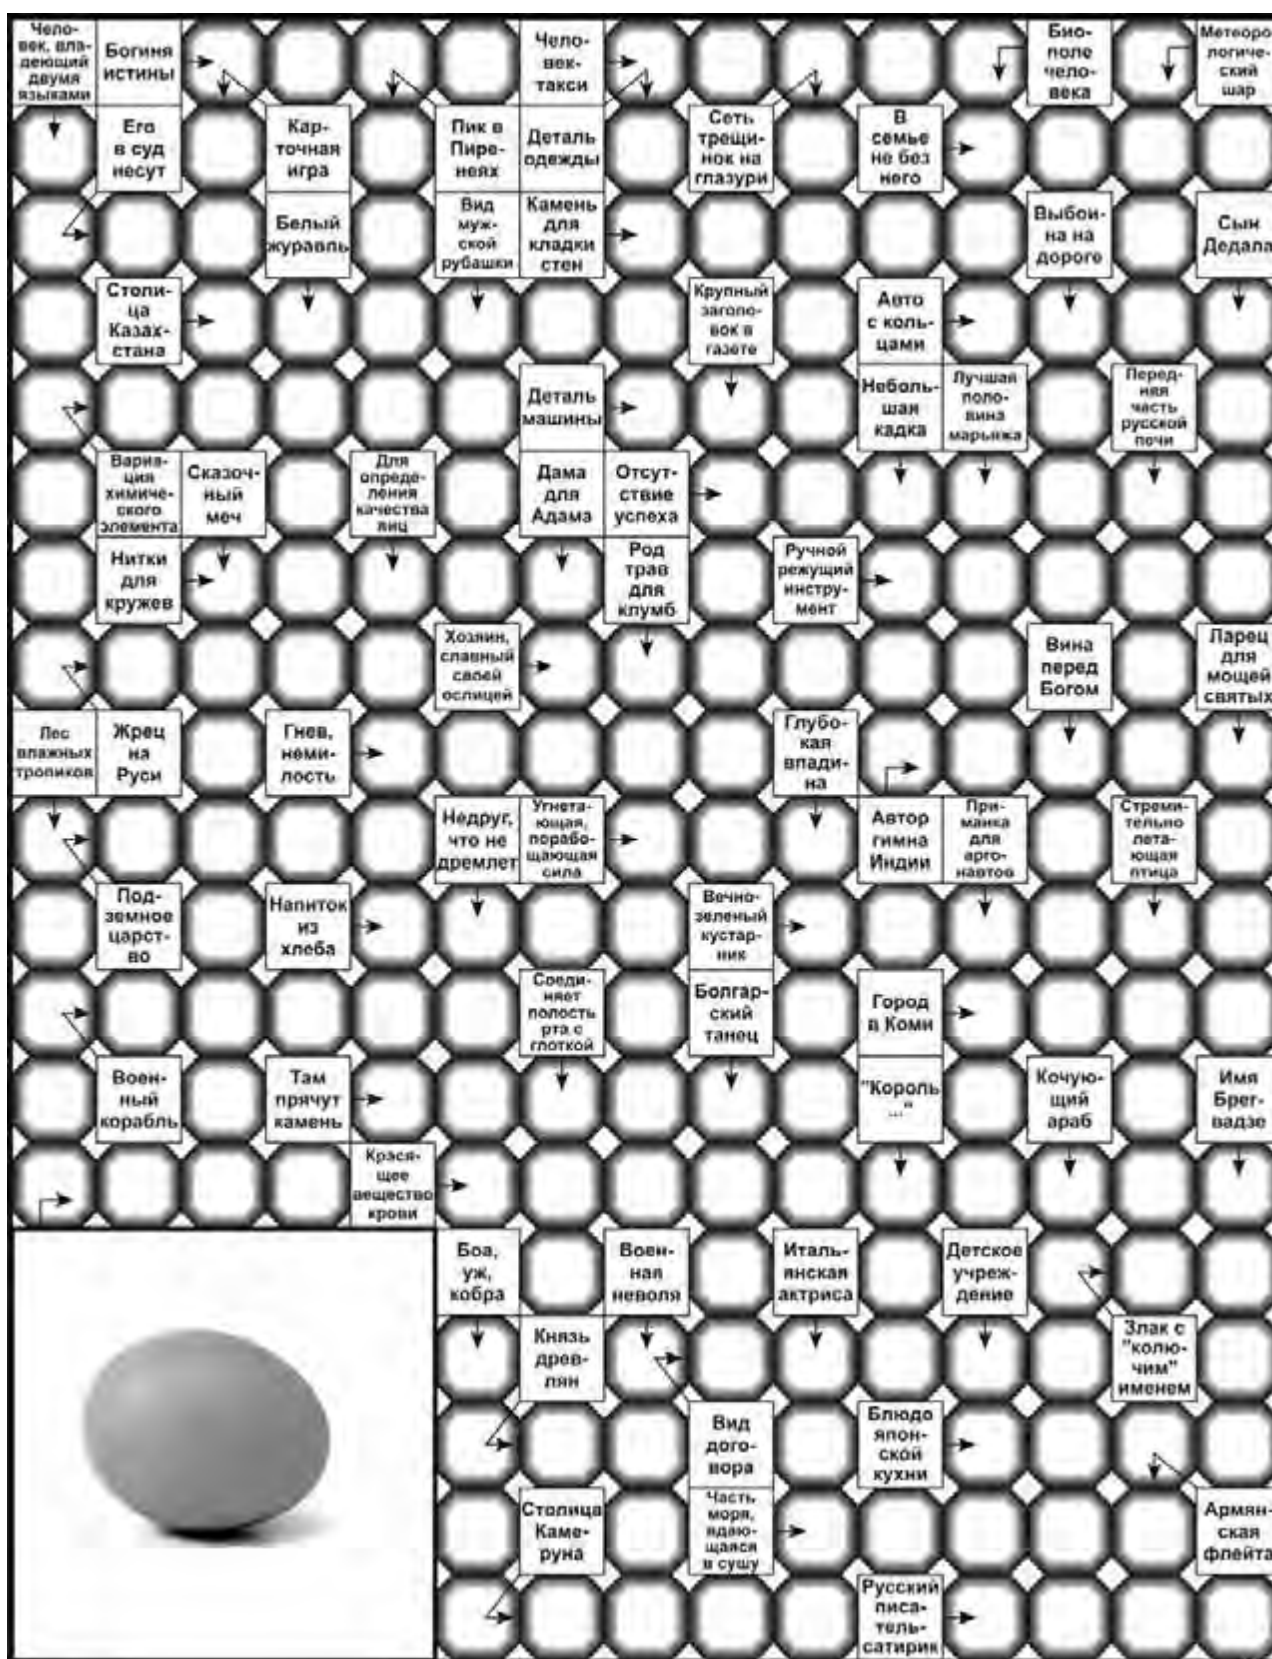 Чело-
век, вла-
деющий
двумя
языками
Богиня
истины
Чело-
век-
такси
Био-
поле
чело-
века
Метеоро-
логиче-
ский
шар
Его
в суд
несут
Кар-
точная
игра
Пик в
Пире-
неях
Деталь
одежды
Сеть
трещи-
нок на
глазури
В
семье
не без
него
Белый
журавль
Вид
муж-
ской
рубашки
Камень
для
кладки
стен
Выбои-
на на
дороге
Сын
Дедала
Столи-
ца
Казах-
стана
Крупный
заголо-
вок в
газете
Авто
с коль-
цами
Деталь
машины
Неболь-
шая
кадка
Лучшая
поло-
вина
марьяжа
Перед-
няя
часть
русской
печи
Вариа-
ция
химиче-
ского
элемента
Сказоч-
ный
меч
Для
опреде-
ления
качества
яиц
Дама
для
Адама
Отсут-
ствие
успеха
Нитки
для
кружев
Род
трав
для
клумб
Ручной
режущий
инстру-
мент
Хозяин,
славный
своей
ослицей
Вина
перед
Богом
Ларец
для
мощей
святых
Лес
влажных
тропиков
Жрец
на
Руси
Гнев,
неми-
лость
Глубо-
кая
впади-
на
Недруг,
что не
дремлет
Угнета-
ющая,
порабо-
щающая
сила
Автор
гимна
Индии
При-
манка
для
арго-
навтов
Стреми-
тельно
лета-
ющая
птица
Под-
земное
царст-
во
Напиток
из
хлеба
Вечно-
зеленый
кустар-
ник
Соеди-
няет
полость
рта с
глоткой
Болгар-
ский
танец
Город
в Коми
Воен-
ный
корабль
Там
прячут
камень
"Король
..."
Кочую-
щий
араб
Имя
Брег-
вадзе
Крася-
щее
вещество
крови
Боа,
уж,
кобра
Воен-
ная
неволя
Италь-
янская
актриса
Детское
учреж-
дение
Князь
древ-
лян
Злак с
"колю-
чим"
именем
Вид
дого-
вора
Блюдо
япон-
ской
кухни
Столица
Каме-
руна
Часть
моря,
вдаю-
щаяся
в сушу
Армян-
ская
флейта
Русский
писа-
тель-
сатирик